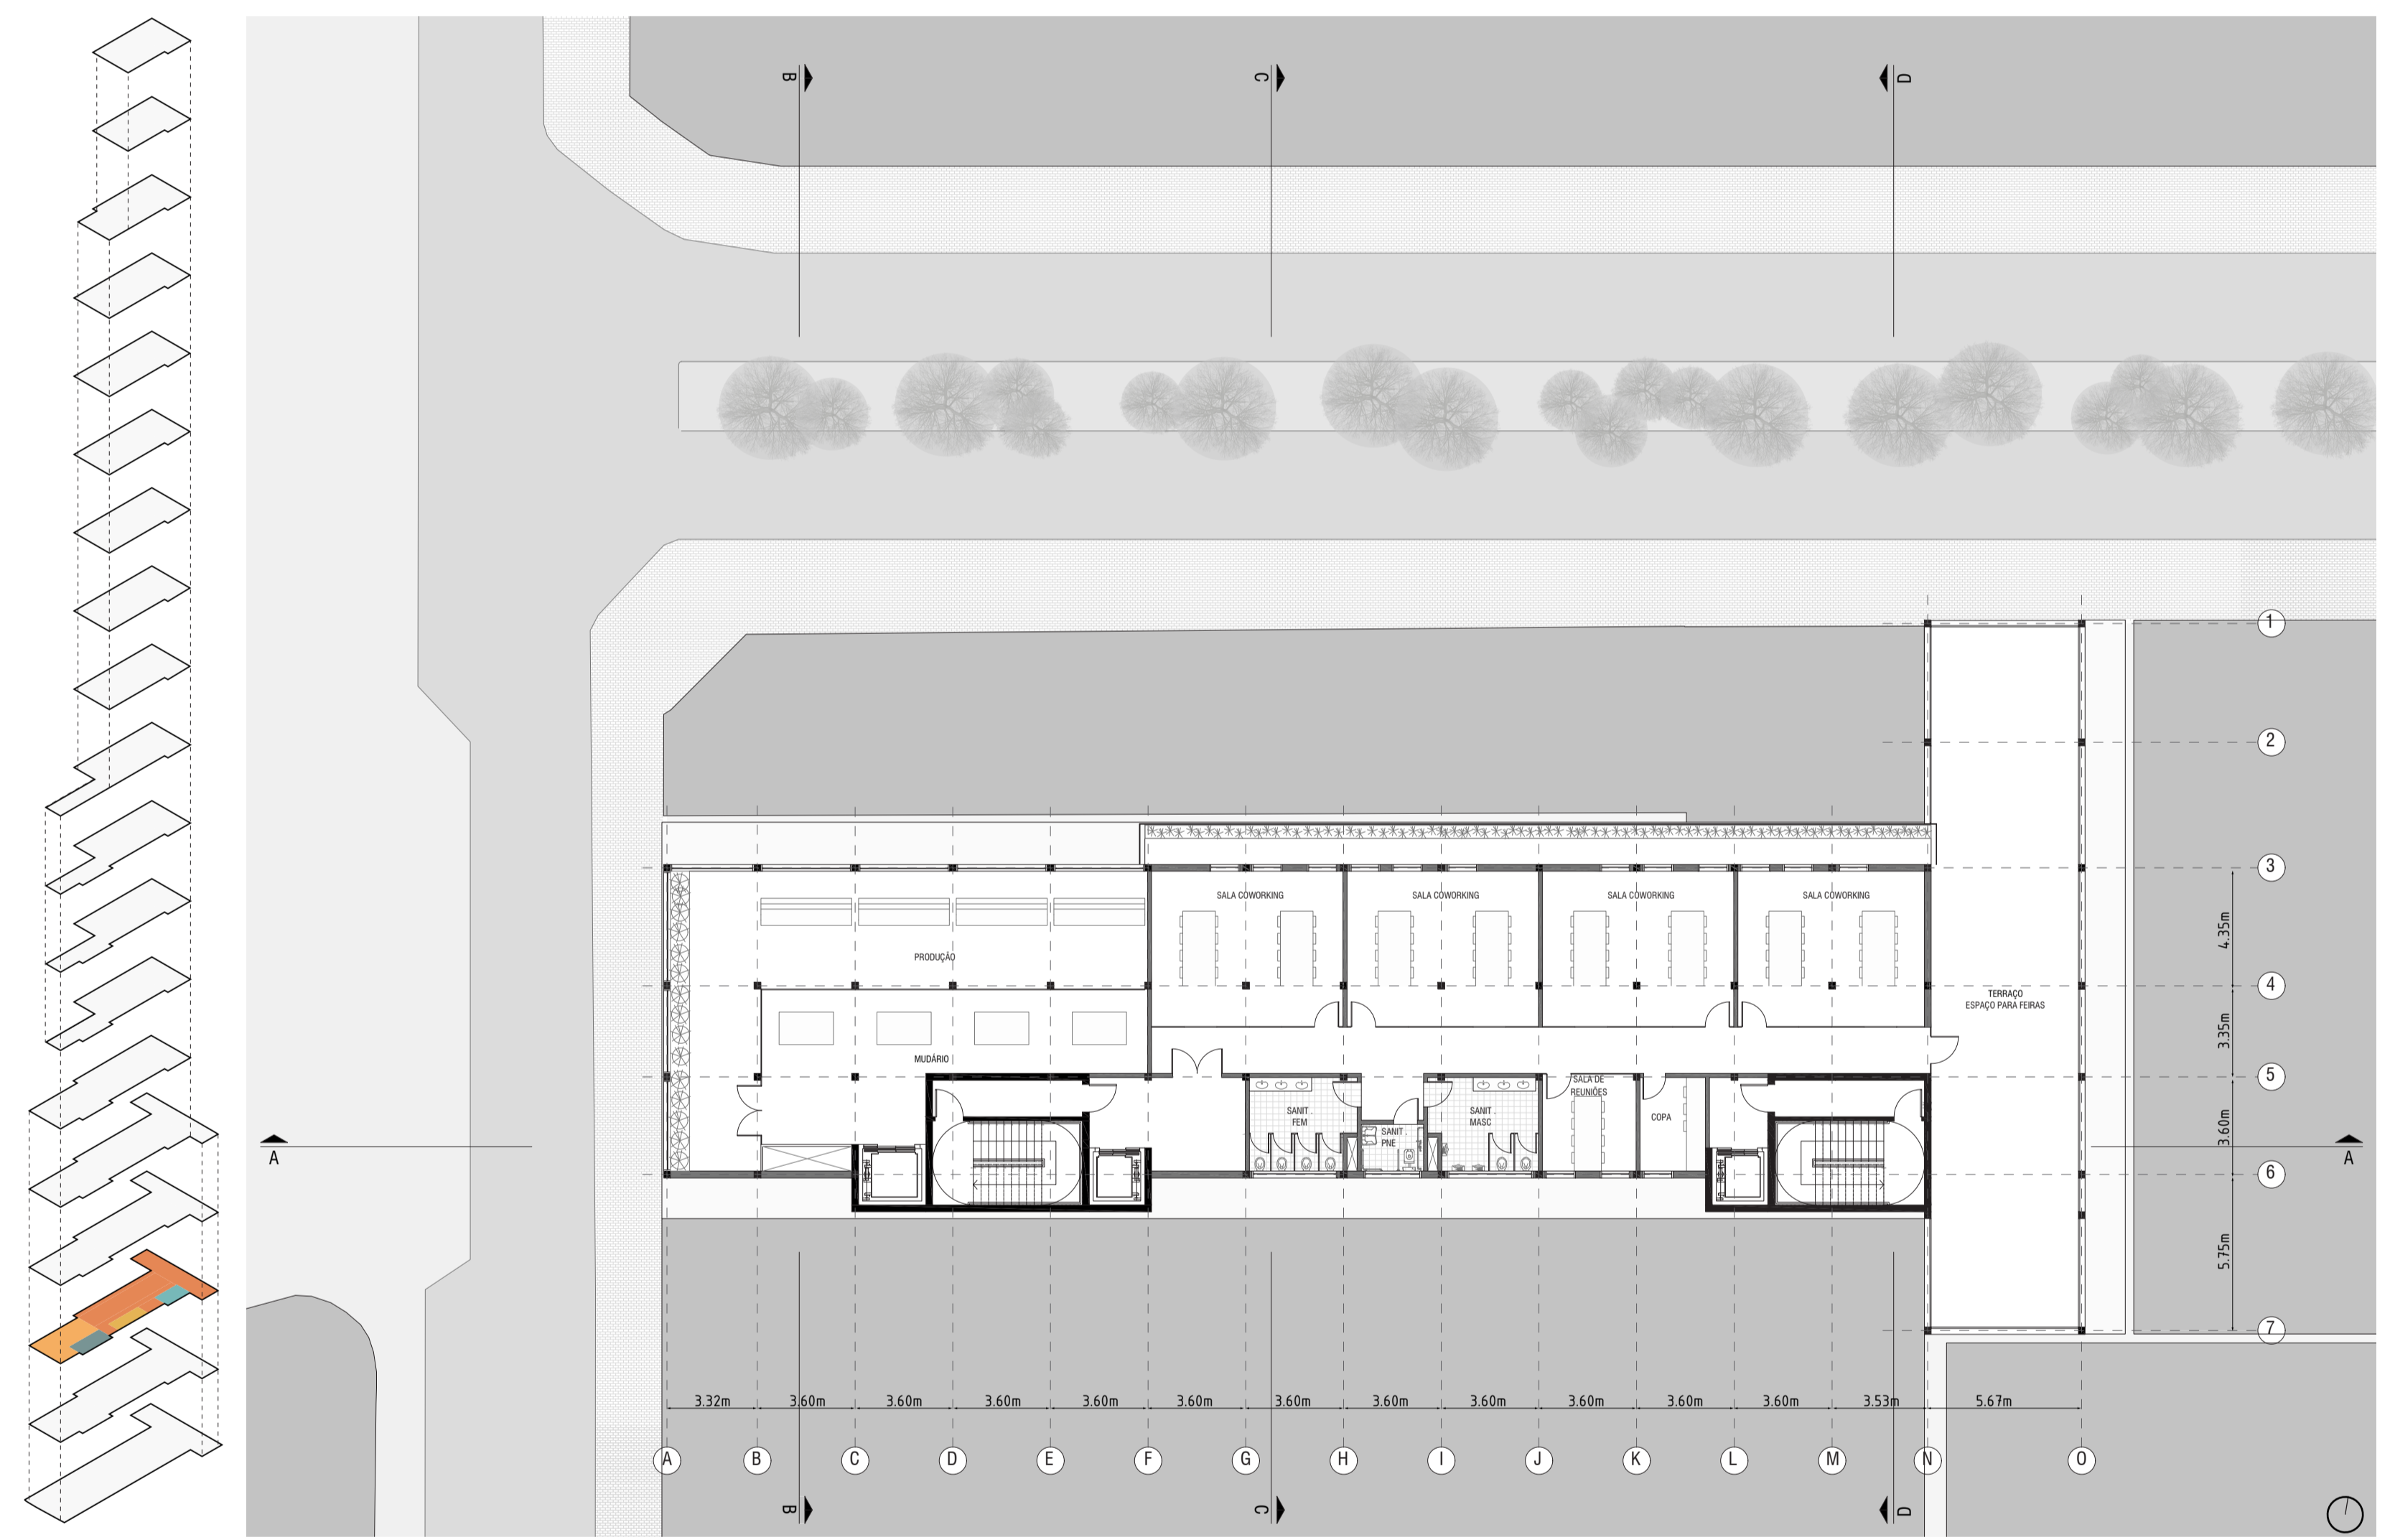 B
C
D
1
2
3
SALA COWORKING
SALA COWORKING
SALA COWORKING
SALA COWORKING
4.35m
PRODUÇÃO
4
TERRAÇO
ESPAÇO PARA FEIRAS
3.35m
MUDÁRIO
5
SALA DE
REUNIÕES
SANIT.
FEM
SANIT.
MASC
COPA
SANIT.
PNE
3.60m
A
A
6
5.75m
7
3.32m
3.60m
3.60m
3.60m
3.60m
3.60m
3.60m
3.60m
3.60m
3.60m
3.60m
3.60m
3.53m
5.67m
A
B
C
D
E
F
G
H
I
J
K
L
M
N
O
B
C
D